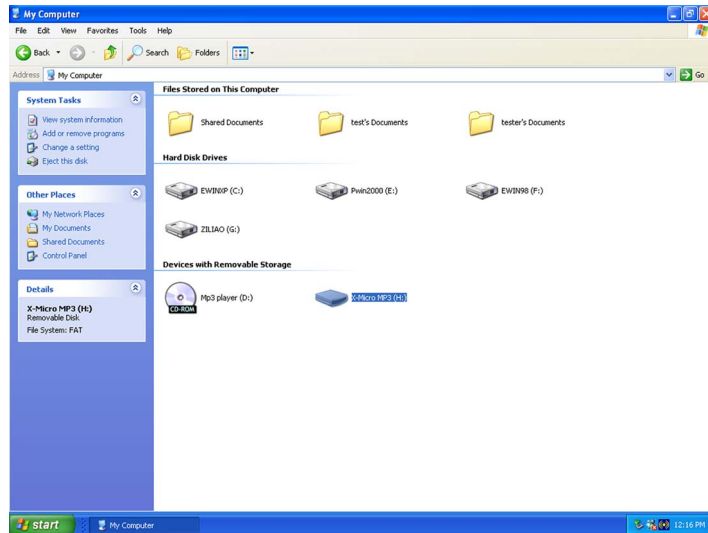 My Computer
File Edit View Favorites Tools Help
Back Search Folders
Address My Computer Go
System Tasks
View system information
Add or remove programs
Change a setting
Eject this disk
Other Places
My Network Places
My Documents
Shared Documents
Control Panel
Details
X-Micro MP3 (H:)
Removable Disk
File System: FAT
Files Stored on This Computer
Shared Documents test's Documents tester's Documents
Hard Disk Drives
EWINXP (C:) Pwin2000 (E:) EWIN98 (F:)
ZILIAO (G:)
Devices with Removable Storage
Mp3 player (D:) X-Micro MP3 (H:)
CD-ROM
start My Computer 12:16 PM